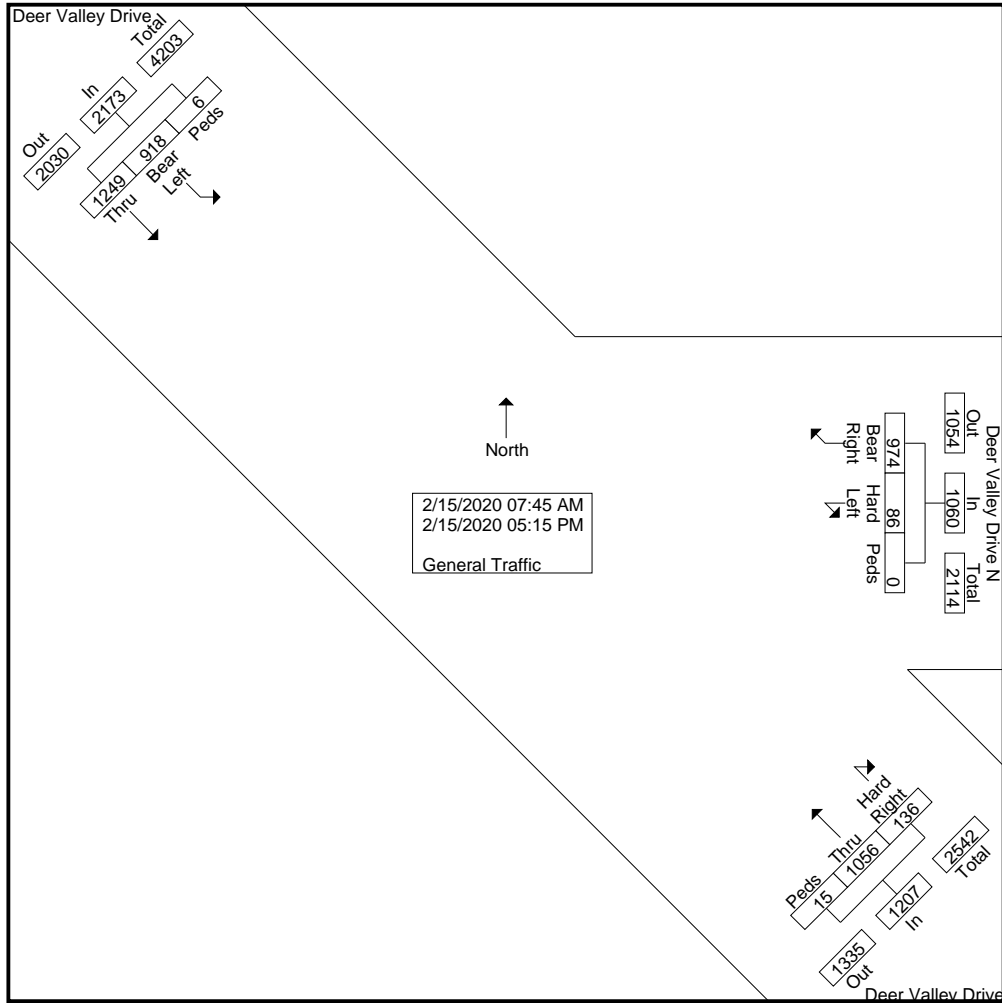 Deer Valley Drive
Out
In
Total
2030
2173
4203
1249
918
6
Thru
Bear
Left
Peds
North
2/15/2020 07:45 AM
2/15/2020 05:15 PM
General Traffic
Deer Valley Drive N
Out
In
Total
1054
1060
2114
974
86
0
Bear
Right
Hard
Left
Peds
Hard
Right
Thru
Peds
136
1056
15
2542
Total
1207
In
1335
Out
Deer Valley Drive